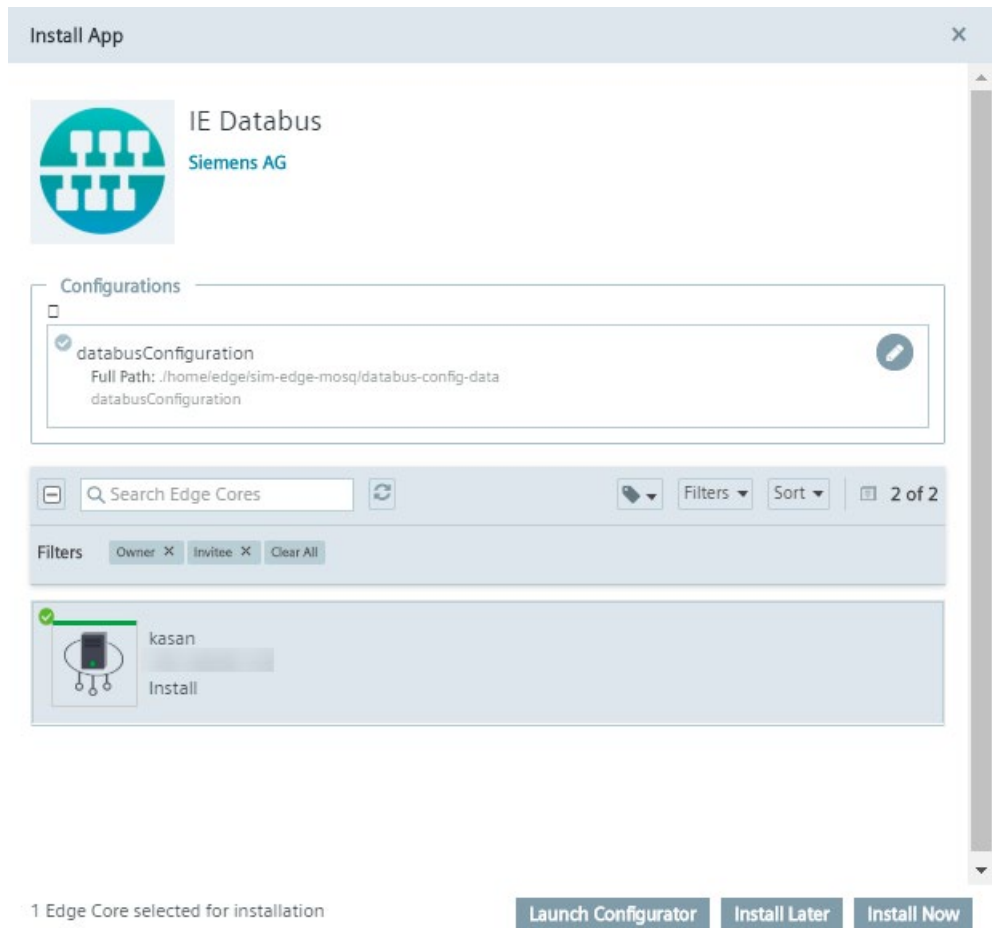 Install App
IE Databus
Siemens AG
Configurations
databusConfiguration
Full Path: ./home/edge/sim-edge-mosq/databus-config-data
databusConfiguration
Search Edge Cores
Filters
Sort
2 of 2
Filters
Owner
Invitee
Clear All
kasan
Install
1 Edge Core selected for installation
Launch Configurator
Install Later
Install Now